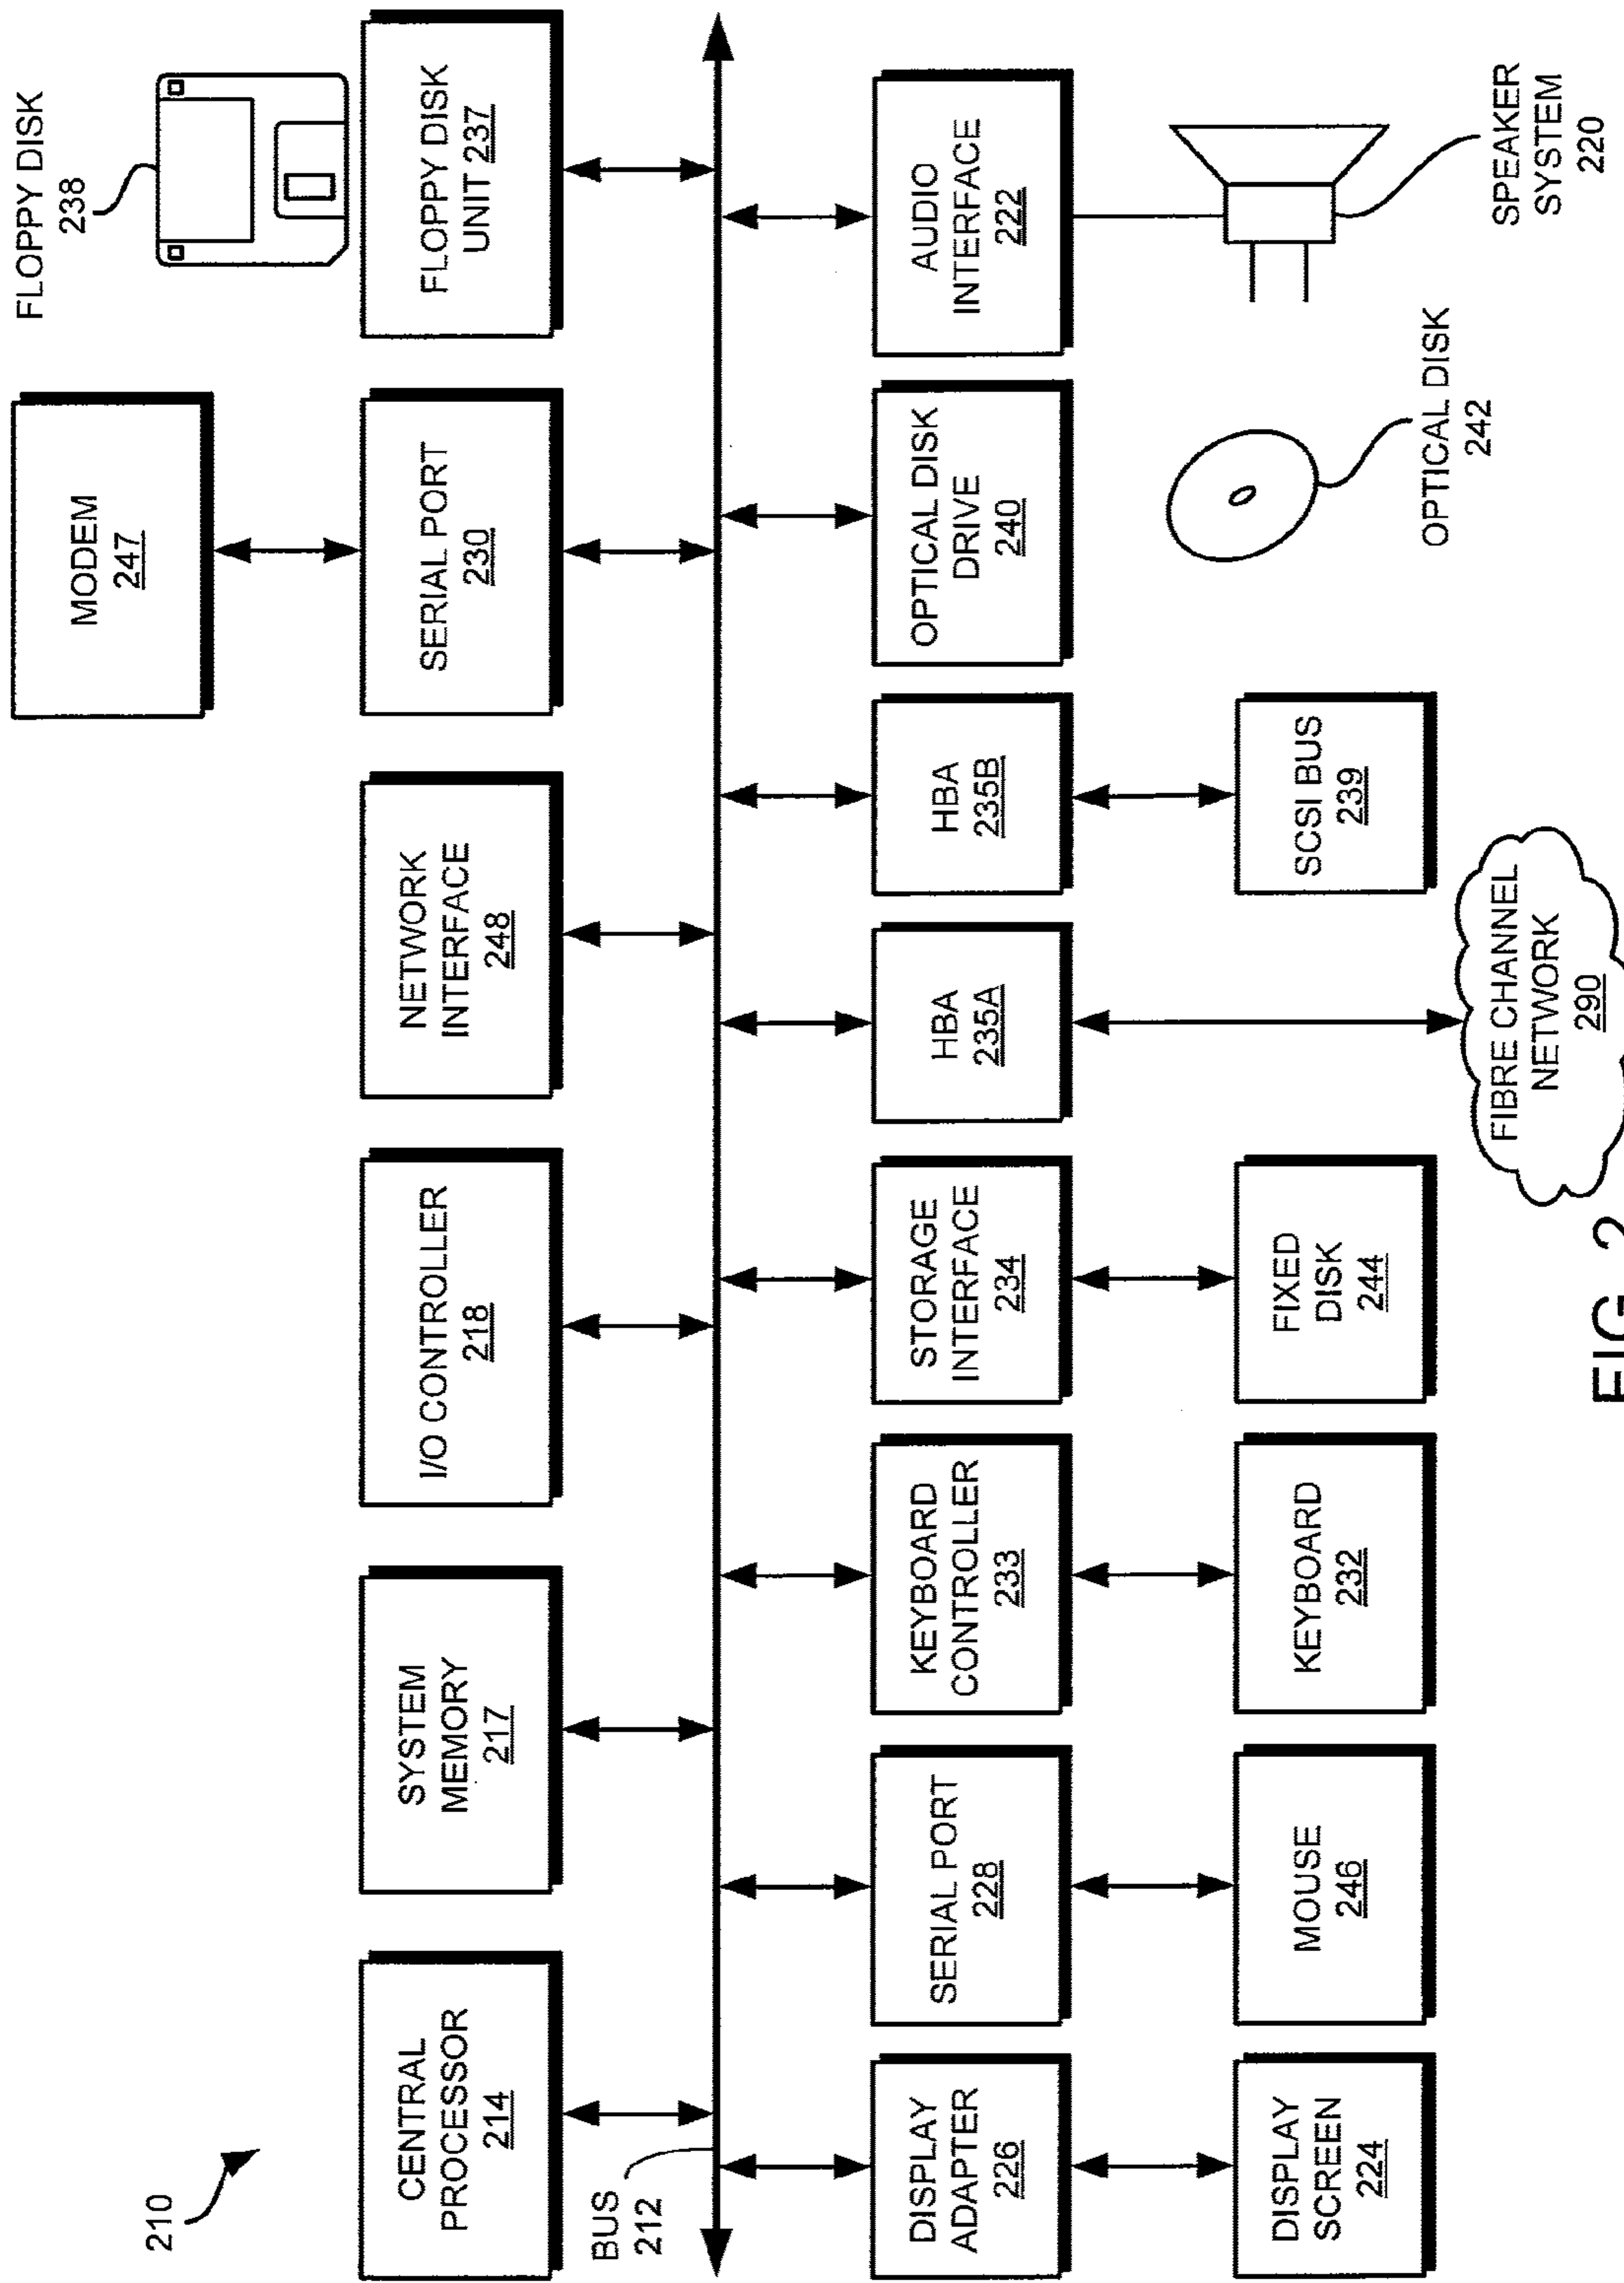 210
CENTRAL
PROCESSOR
214
SYSTEM
MEMORY
217
I/O CONTROLLER
218
NETWORK
INTERFACE
248
MODEM
247
SERIAL PORT
230
FLOPPY DISK
238
FLOPPY DISK
UNIT 237
BUS
212
DISPLAY
ADAPTER
226
SERIAL PORT
228
KEYBOARD
CONTROLLER
233
STORAGE
INTERFACE
234
HBA
235A
HBA
235B
OPTICAL DISK
DRIVE
240
AUDIO
INTERFACE
222
DISPLAY
SCREEN
224
MOUSE
246
KEYBOARD
232
FIXED
DISK
244
SCSI BUS
239
FIBRE CHANNEL
NETWORK
290
OPTICAL DISK
242
SPEAKER
SYSTEM
220
FIG. 2